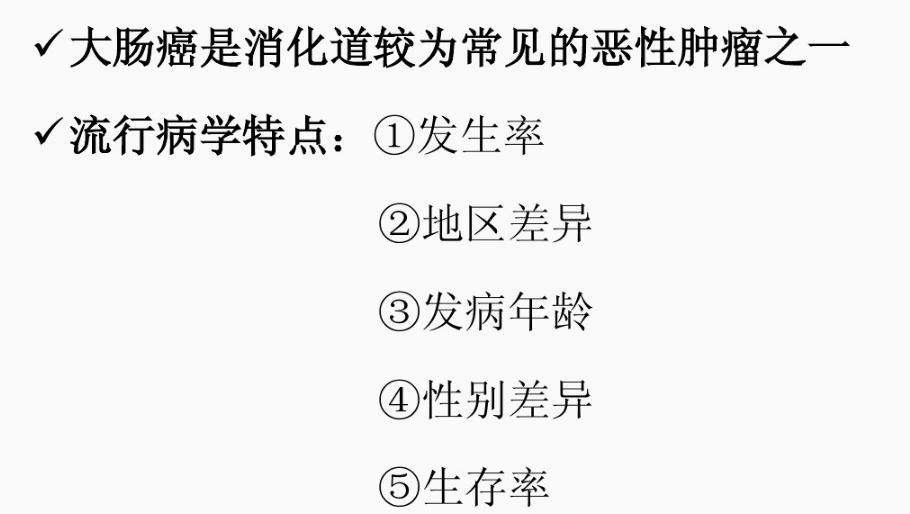 ✓大肠癌是消化道较为常见的恶性肿瘤之一
✓流行病学特点：①发生率
②地区差异
③发病年龄
④性别差异
⑤生存率